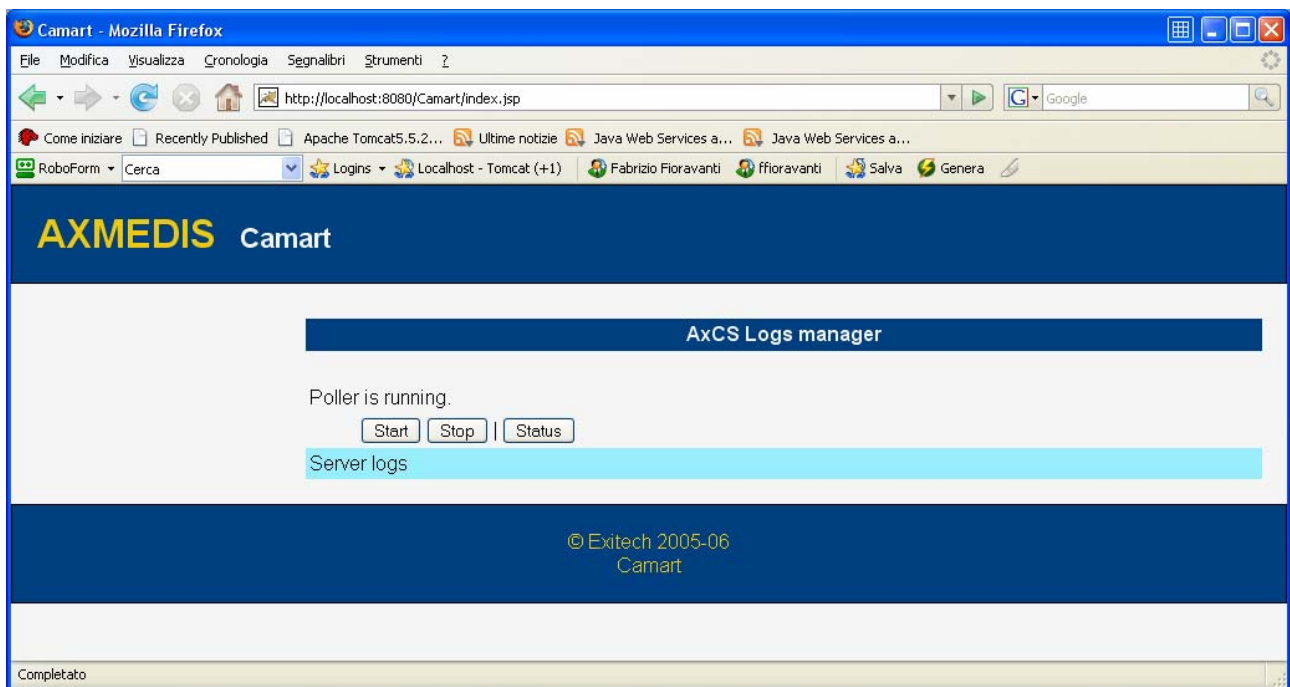 Camart - Mozilla Firefox
File Modifica Visualizza Cronologia Segnalibri Strumenti ?
http://localhost:8080/Camart/index.jsp G Google
Come iniziare Recently Published Apache Tomcat5.5.2... Ultime notizie Java Web Services a... Java Web Services a...
RoboForm Cerca Logins Localhost - Tomcat (+1) Fabrizio Fioravanti ffioravanti Salva Genera
AXMEDIS Camart
AxCS Logs manager
Poller is running.
Start Stop | Status
Server logs
© Exitech 2005-06
Camart
Completato